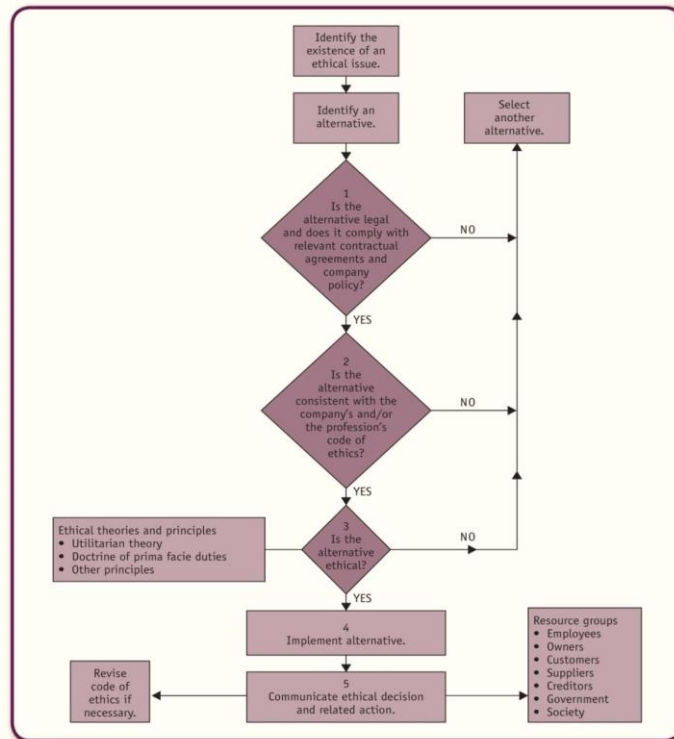 Identify the
existence of an
ethical issue.
Identify an
alternative.
Select
another
alternative.
1
Is the
alternative legal
and does it comply with
relevant contractual
agreements and
company
policy?
NO
YES
2
Is the
alternative
consistent with the
company's and/or
the profession's
code of
ethics?
NO
YES
Ethical theories and principles
• Utilitarian theory
• Doctrine of prima facie duties
• Other principles
3
Is the
alternative
ethical?
NO
YES
4
Implement alternative.
Resource groups
• Employees
• Owners
• Customers
• Suppliers
• Creditors
• Government
• Society
Revise
code of
ethics if
necessary.
5
Communicate ethical decision
and related action.